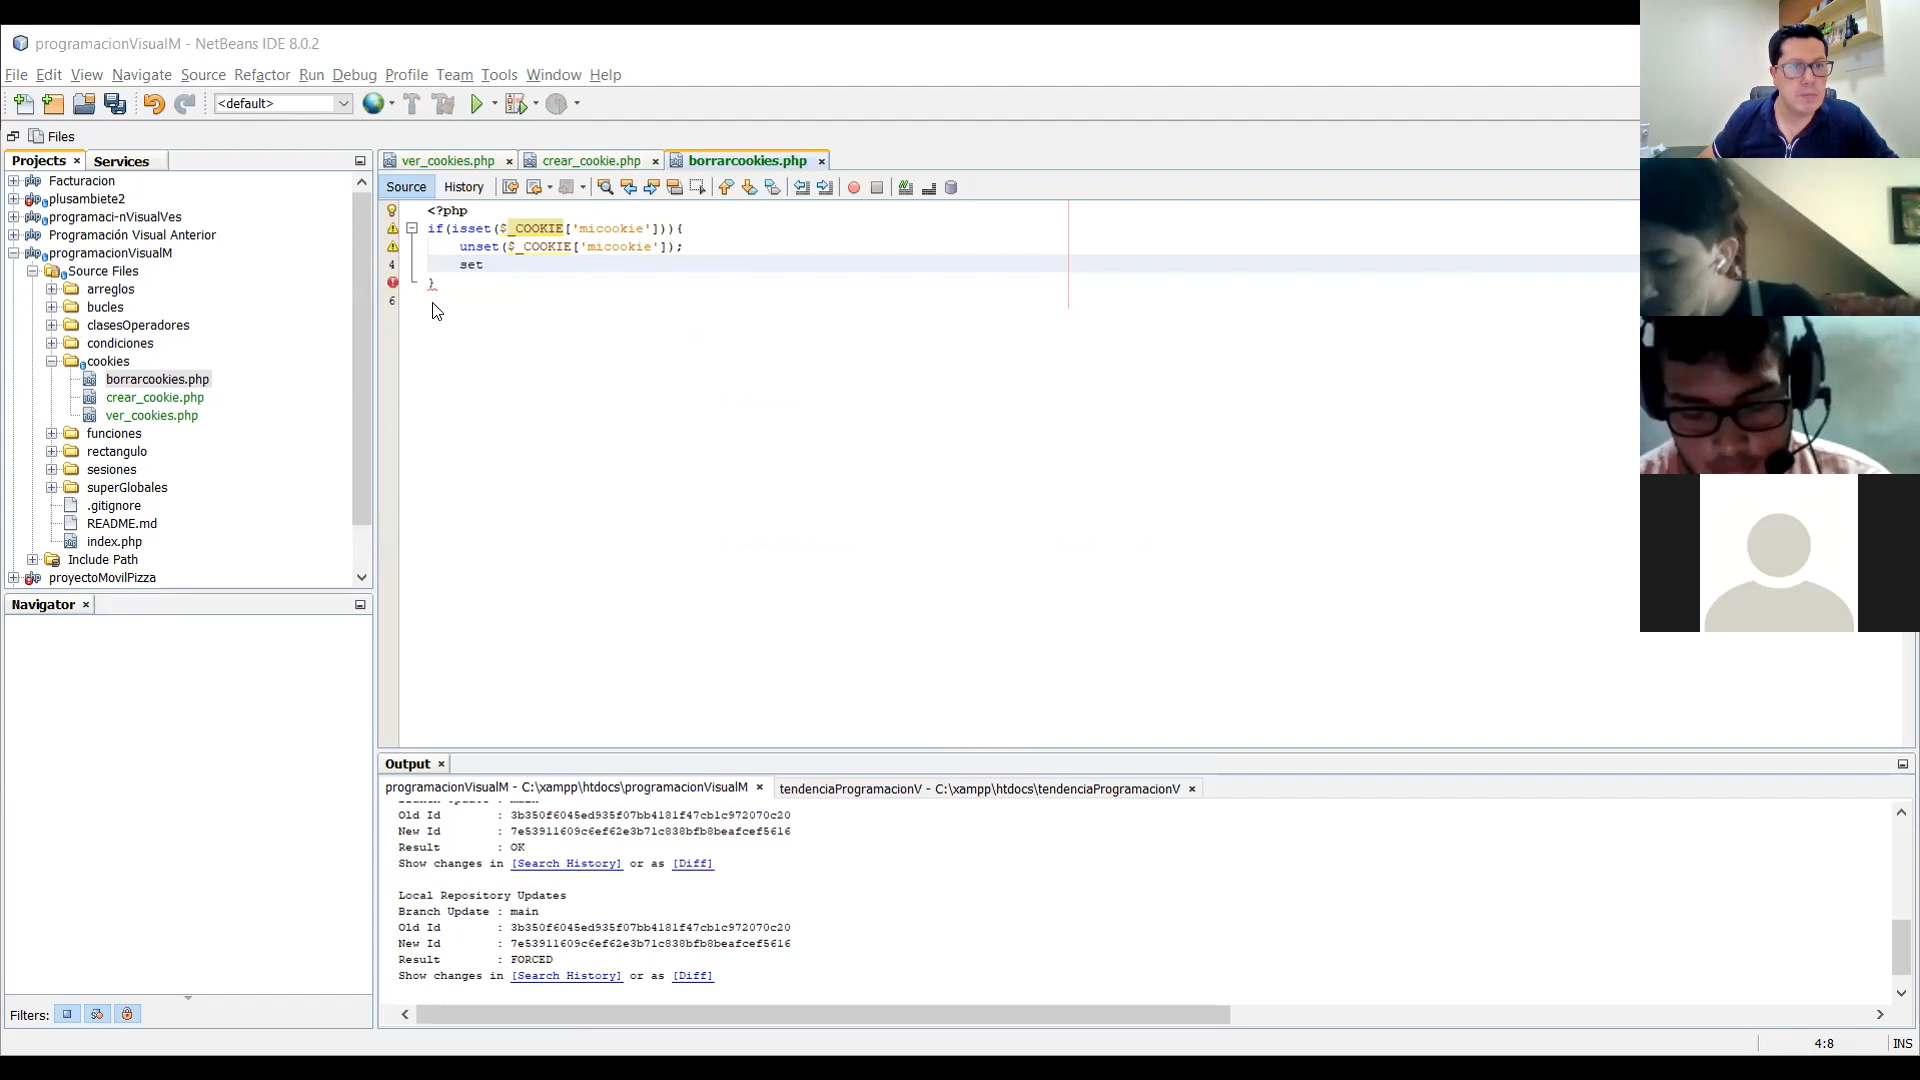 programacionVisualM - NetBeans IDE 8.0.2
File Edit View Navigate Source Refactor Run Debug Profile Team Tools Window Help
<default>
Files
Projects × Services
ver_cookies.php × crear_cookie.php × borrarcookies.php ×
Source History
Facturacion
plusambiete2
programaci-nVisualVes
Programación Visual Anterior
programacionVisualM
Source Files
arreglos
bucles
clasesOperadores
condiciones
cookies
borrarcookies.php
crear_cookie.php
ver_cookies.php
funciones
rectangulo
sesiones
superGlobales
.gitignore
README.md
index.php
Include Path
proyectoMovilPizza
<?php
if(isset($_COOKIE['micookie'])){
unset($_COOKIE['micookie']);
4 set
}
6
Navigator ×
Filters:
Output ×
programacionVisualM - C:\xampp\htdocs\programacionVisualM × tendenciaProgramacionV - C:\xampp\htdocs\tendenciaProgramacionV ×
Branch Update : main
Old Id : 3b350f6045ed935f07bb4181f47cb1c972070c20
New Id : 7e53911609c6ef62e3b71c838bfb8beafcef5616
Result : OK
Show changes in [Search History] or as [Diff]
Local Repository Updates
Branch Update : main
Old Id : 3b350f6045ed935f07bb4181f47cb1c972070c20
New Id : 7e53911609c6ef62e3b71c838bfb8beafcef5616
Result : FORCED
Show changes in [Search History] or as [Diff]
4:8 INS